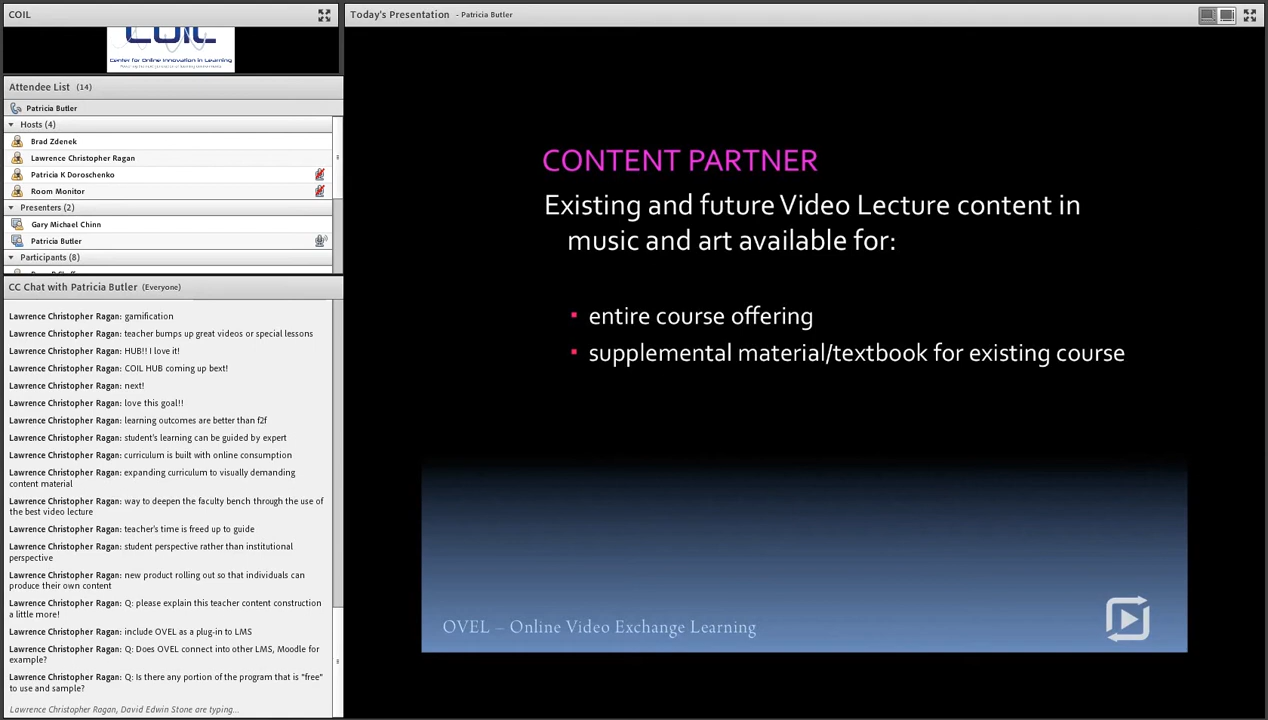 COIL
COIL
Center for Online Innovation in Learning
Attendee List (14)
Patricia Butler
Hosts (4)
Brad Zdenek
Lawrence Christopher Ragan
Patricia K Doroschenko
Room Monitor
Presenters (2)
Gary Michael Chinn
Patricia Butler
Participants (8)
CC Chat with Patricia Butler (Everyone)
Lawrence Christopher Ragan: gamification
Lawrence Christopher Ragan: teacher bumps up great videos or special lessons
Lawrence Christopher Ragan: HUB!! I love it!
Lawrence Christopher Ragan: COIL HUB coming up bext!
Lawrence Christopher Ragan: next!
Lawrence Christopher Ragan: love this goal!!
Lawrence Christopher Ragan: learning outcomes are better than f2f
Lawrence Christopher Ragan: student's learning can be guided by expert
Lawrence Christopher Ragan: curriculum is built with online consumption
Lawrence Christopher Ragan: expanding curriculum to visually demanding
content material
Lawrence Christopher Ragan: way to deepen the faculty bench through the use of
the best video lecture
Lawrence Christopher Ragan: teacher's time is freed up to guide
Lawrence Christopher Ragan: student perspective rather than institutional
perspective
Lawrence Christopher Ragan: new product rolling out so that individuals can
produce their own content
Lawrence Christopher Ragan: Q: please explain this teacher content construction
a little more!
Lawrence Christopher Ragan: include OVEL as a plug-in to LMS
Lawrence Christopher Ragan: Q: Does OVEL connect into other LMS, Moodle for
example?
Lawrence Christopher Ragan: Q: Is there any portion of the program that is "free"
to use and sample?
Lawrence Christopher Ragan, David Edwin Stone are typing...
Today's Presentation - Patricia Butler
CONTENT PARTNER
Existing and future Video Lecture content in
music and art available for:
▪ entire course offering
▪ supplemental material/textbook for existing course
OVEL – Online Video Exchange Learning